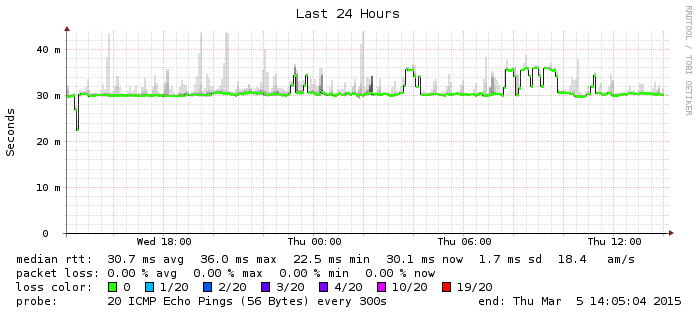 Last 24 Hours
RRDTOOL / TOBI OETIKER
Seconds
40 m
30 m
20 m
10 m
0
Wed 18:00 Thu 00:00 Thu 06:00 Thu 12:00
median rtt: 30.7 ms avg 36.0 ms max 22.5 ms min 30.1 ms now 1.7 ms sd 18.4 am/s
packet loss: 0.00 % avg 0.00 % max 0.00 % min 0.00 % now
loss color: 0 1/20 2/20 3/20 4/20 10/20 19/20
probe: 20 ICMP Echo Pings (56 Bytes) every 300s end: Thu Mar 5 14:05:04 2015